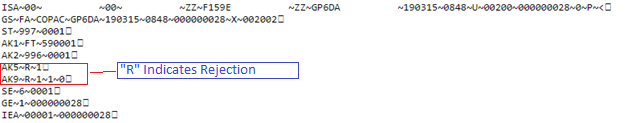 ISA~00~          ~00~          ~ZZ~F159E          ~ZZ~GP6DA          ~190315~0848~U~00200~000000028~0~P~<
GS~FA~COPAC~GP6DA~190315~0848~000000028~X~002002
ST~997~0001
AK1~FT~590001
AK2~996~0001
AK5~R~1
"R" Indicates Rejection
AK9~R~1~1~0
SE~6~0001
GE~1~000000028
IEA~00001~000000028